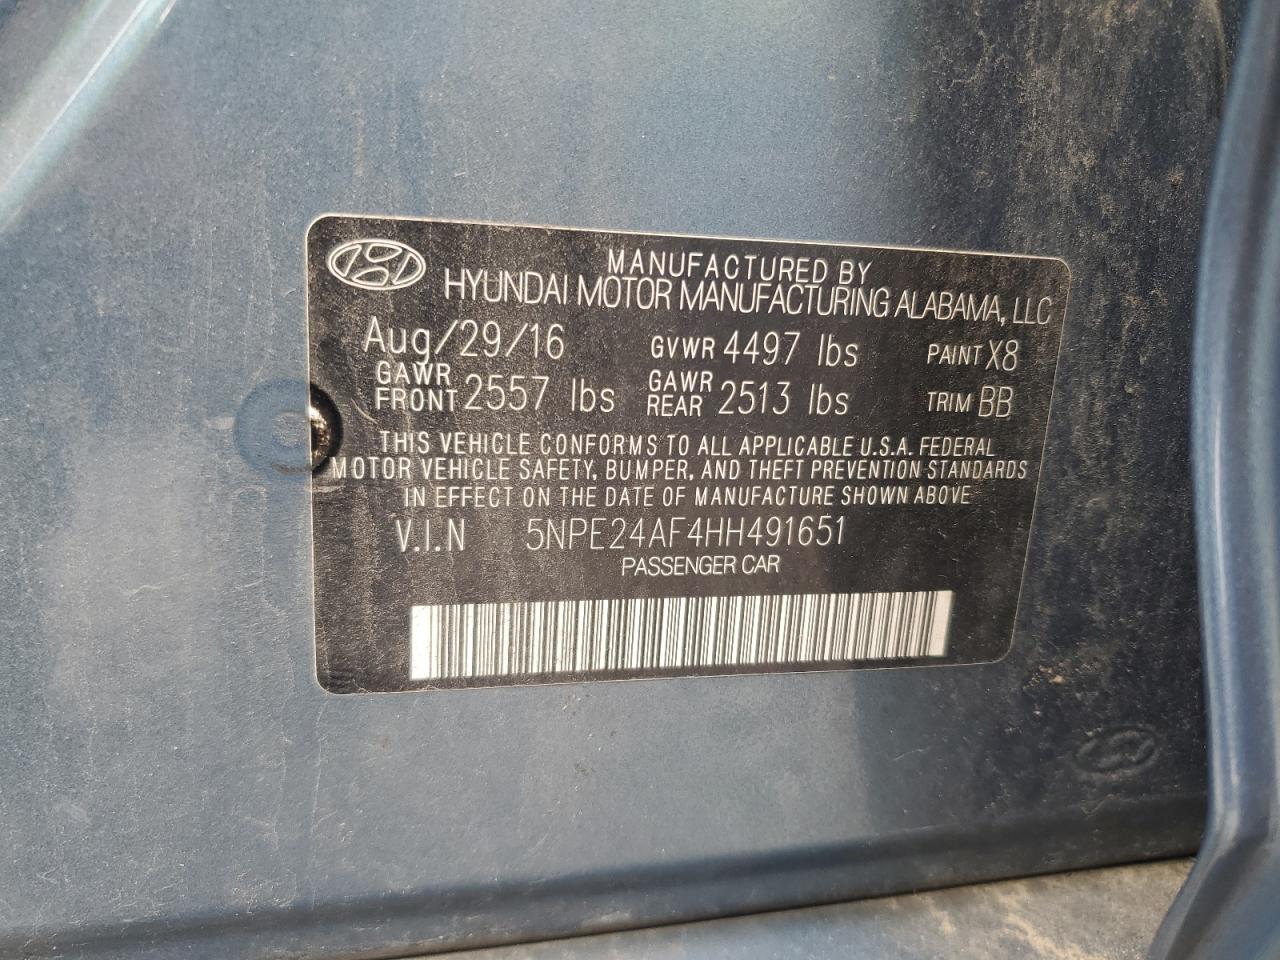 MANUFACTURED BY
HYUNDAI MOTOR MANUFACTURING ALABAMA, LLC
Aug/29/16 GVWR 4497 lbs PAINT X8
GAWR FRONT 2557 lbs GAWR REAR 2513 lbs TRIM BB
THIS VEHICLE CONFORMS TO ALL APPLICABLE U.S.A. FEDERAL
MOTOR VEHICLE SAFETY, BUMPER, AND THEFT PREVENTION STANDARDS
IN EFFECT ON THE DATE OF MANUFACTURE SHOWN ABOVE
V.I.N 5NPE24AF4HH491651
PASSENGER CAR